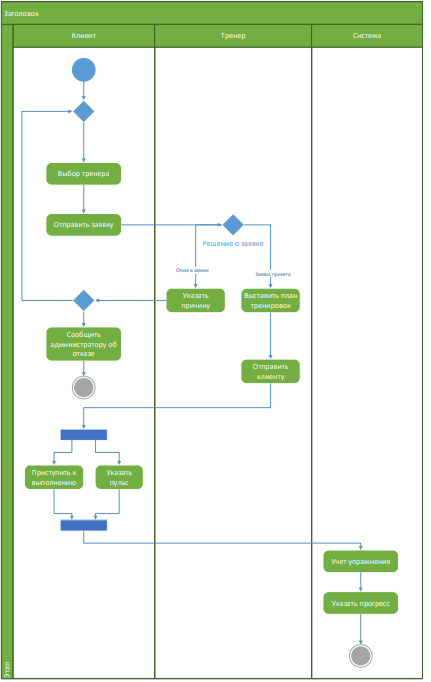 Заголовок
Клиент
Тренер
Система
Выбор тренера
Отправить заявку
Решение о заявке
Отказ в заявке
Заявка принята
Указать
причину
Выставить план
тренировок
Сообщить
администратору об
отказе
Отправить
клиенту
Приступить к
выполнению
Указать
пульс
Учет упражнения
Указать прогресс
Этап